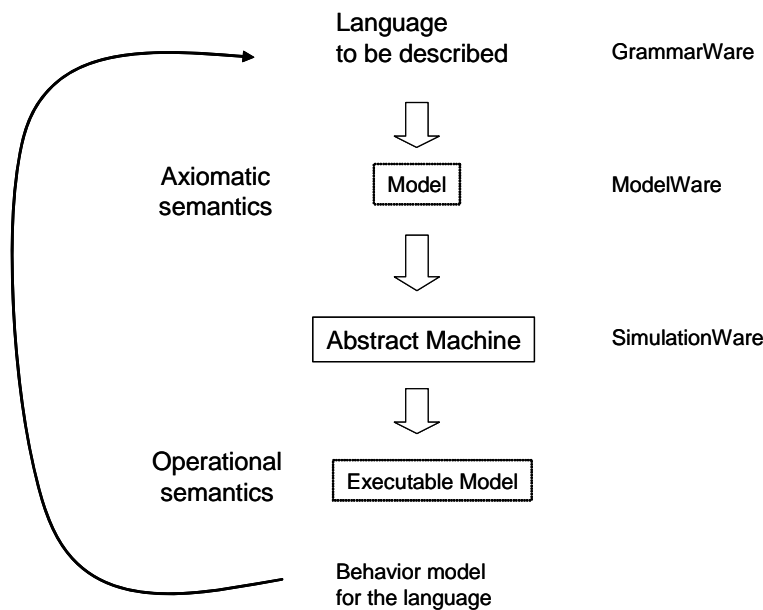 Language
to be described
GrammarWare
Axiomatic
semantics
Model
ModelWare
Abstract Machine
SimulationWare
Operational
semantics
Executable Model
Behavior model
for the language